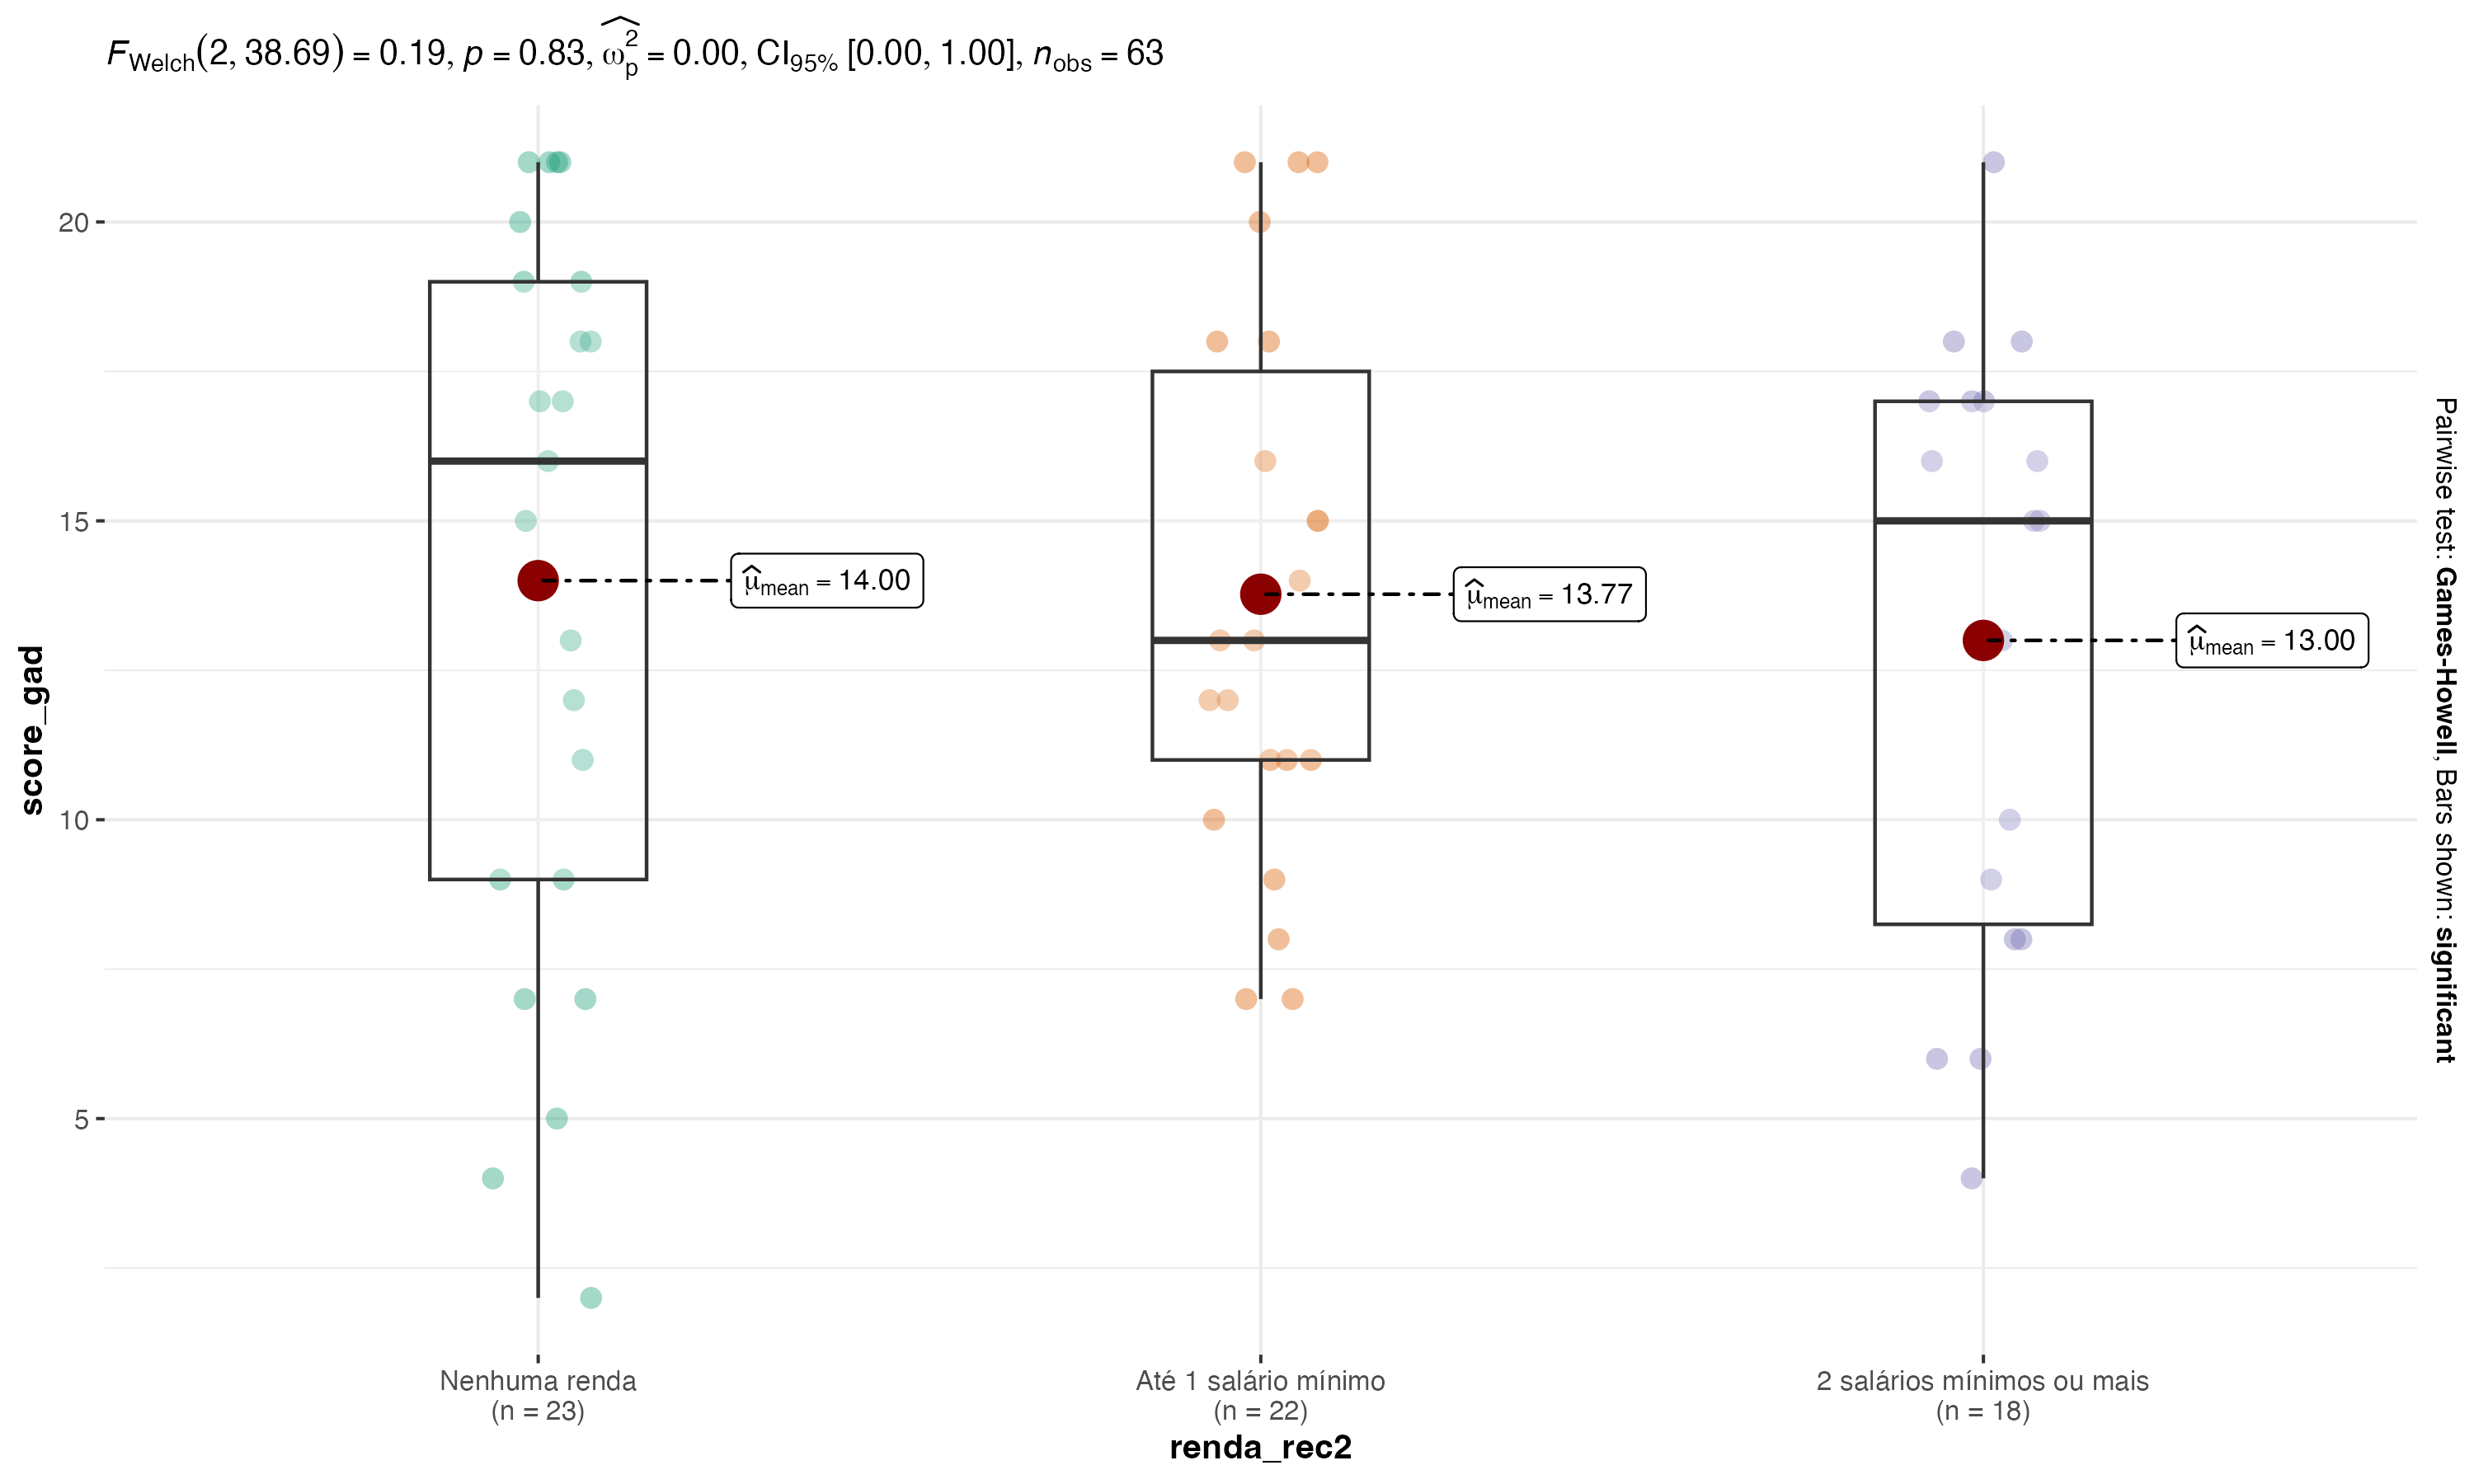 F_Welch(2, 38.69) = 0.19, p = 0.83, ω̂²_p = 0.00, CI_95% [0.00, 1.00], n_obs = 63
score_gad
20
15
10
5
μ̂_mean = 14.00
μ̂_mean = 13.77
μ̂_mean = 13.00
Pairwise test: Games-Howell, Bars shown: significant
Nenhuma renda
(n = 23)
Até 1 salário mínimo
(n = 22)
2 salários mínimos ou mais
(n = 18)
renda_rec2